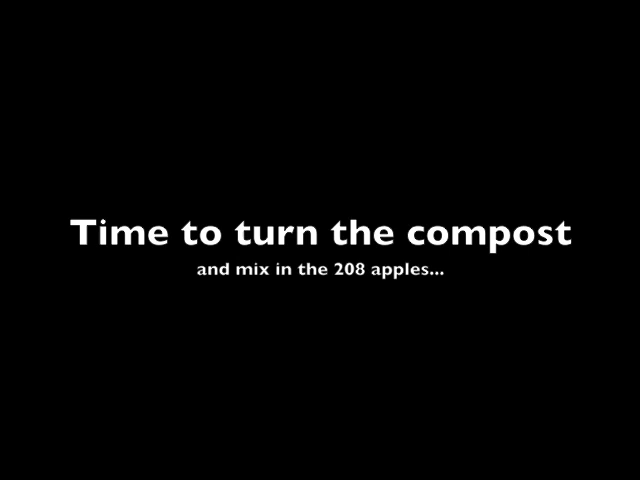 Time to turn the compost
and mix in the 208 apples...